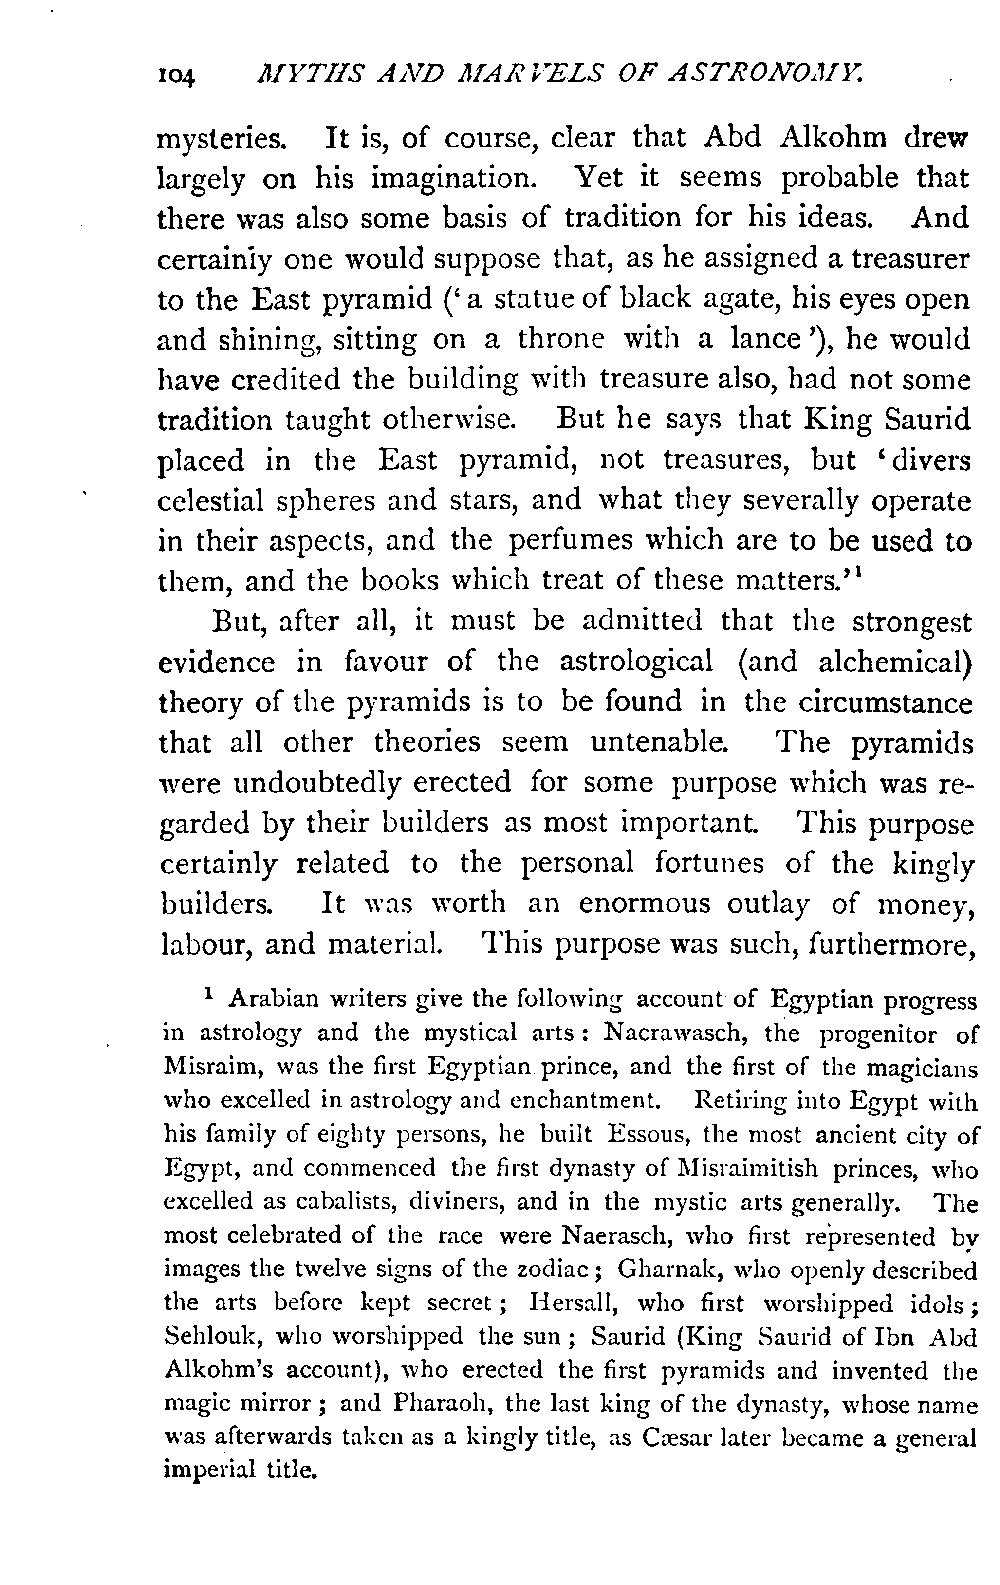 104 MYTHS AND MARVELS OF ASTRONOMY.
mysteries. It is, of course, clear that Abd Alkohm drew
largely on his imagination. Yet it seems probable that
there was also some basis of tradition for his ideas. And
certainly one would suppose that, as he assigned a treasurer
to the East pyramid (‘a statue of black agate, his eyes open
and shining, sitting on a throne with a lance’), he would
have credited the building with treasure also, had not some
tradition taught otherwise. But he says that King Saurid
placed in the East pyramid, not treasures, but ‘divers
celestial spheres and stars, and what they severally operate
in their aspects, and the perfumes which are to be used to
them, and the books which treat of these matters.’¹
But, after all, it must be admitted that the strongest
evidence in favour of the astrological (and alchemical)
theory of the pyramids is to be found in the circumstance
that all other theories seem untenable. The pyramids
were undoubtedly erected for some purpose which was re-
garded by their builders as most important. This purpose
certainly related to the personal fortunes of the kingly
builders. It was worth an enormous outlay of money,
labour, and material. This purpose was such, furthermore,
¹ Arabian writers give the following account of Egyptian progress
in astrology and the mystical arts: Nacrawasch, the progenitor of
Misraim, was the first Egyptian prince, and the first of the magicians
who excelled in astrology and enchantment. Retiring into Egypt with
his family of eighty persons, he built Essous, the most ancient city of
Egypt, and commenced the first dynasty of Misraimitish princes, who
excelled as cabalists, diviners, and in the mystic arts generally. The
most celebrated of the race were Naerasch, who first represented by
images the twelve signs of the zodiac; Gharnak, who openly described
the arts before kept secret; Hersall, who first worshipped idols;
Sehlouk, who worshipped the sun; Saurid (King Saurid of Ibn Abd
Alkohm’s account), who erected the first pyramids and invented the
magic mirror; and Pharaoh, the last king of the dynasty, whose name
was afterwards taken as a kingly title, as Cæsar later became a general
imperial title.